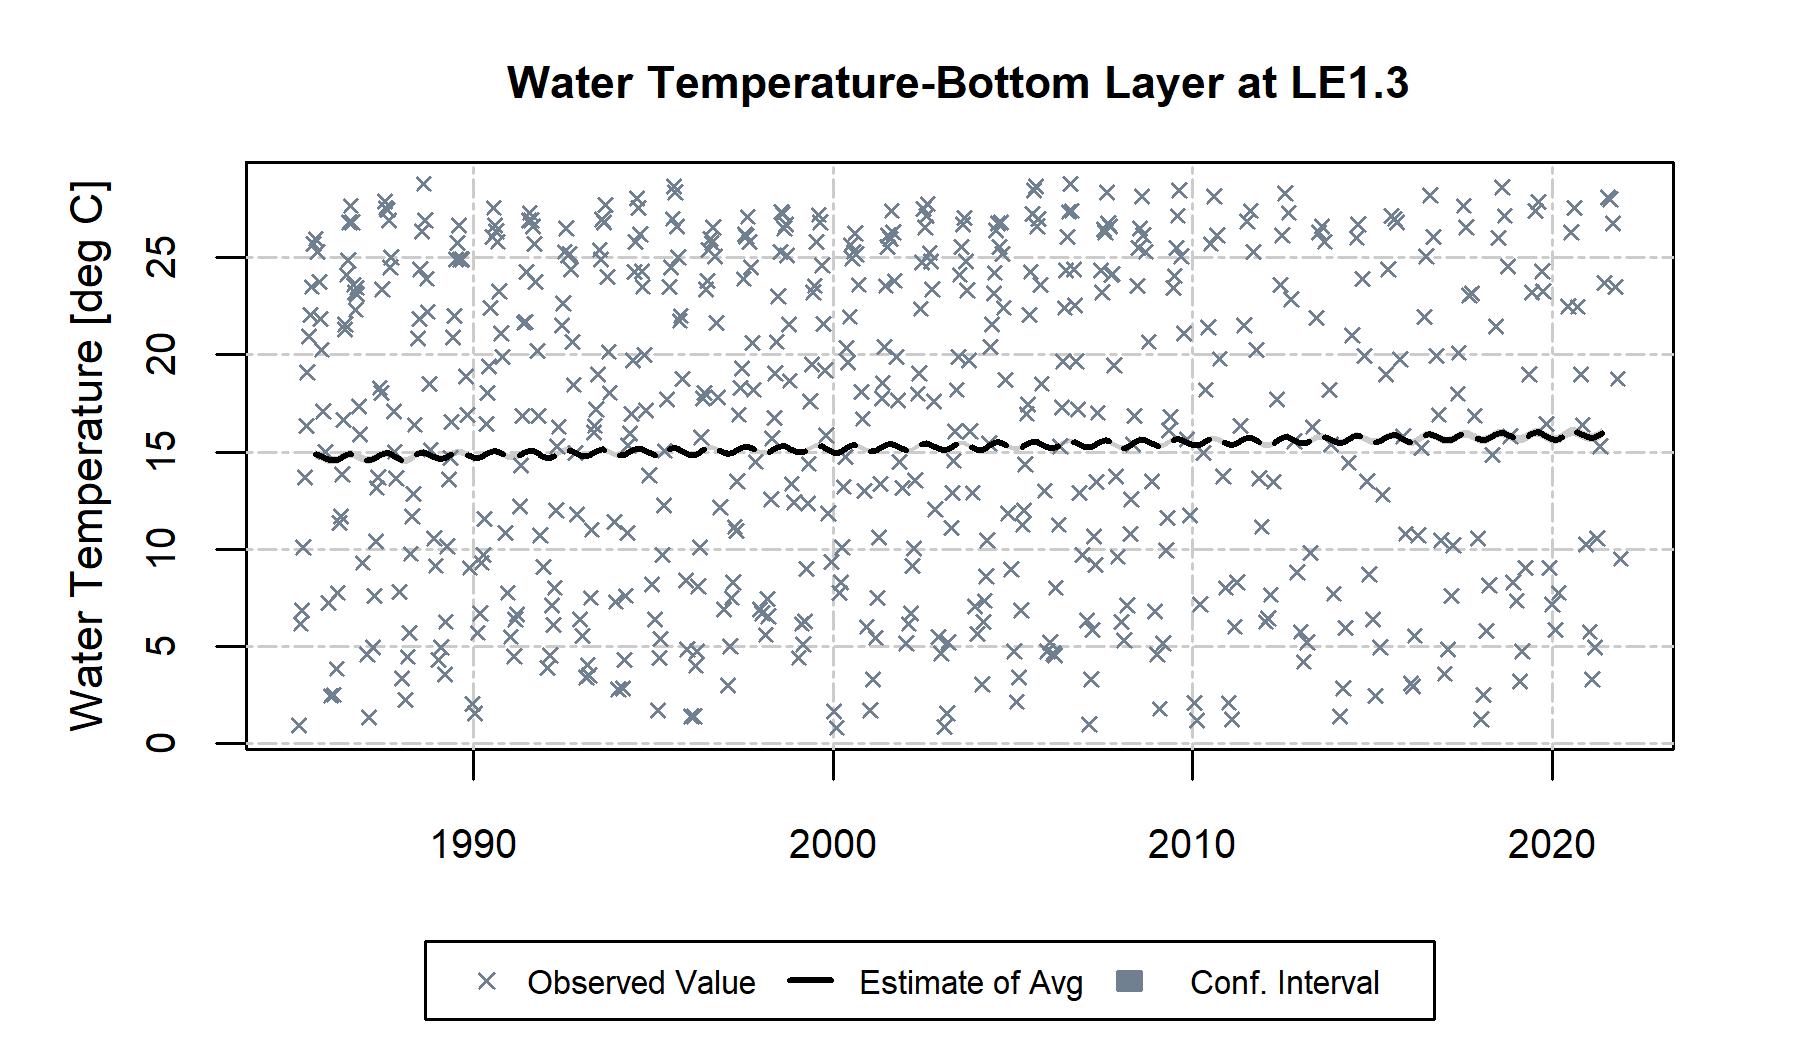 Water Temperature-Bottom Layer at LE1.3
Water Temperature [deg C]
25
20
15
10
5
0
1990 2000 2010 2020
Observed Value Estimate of Avg Conf. Interval